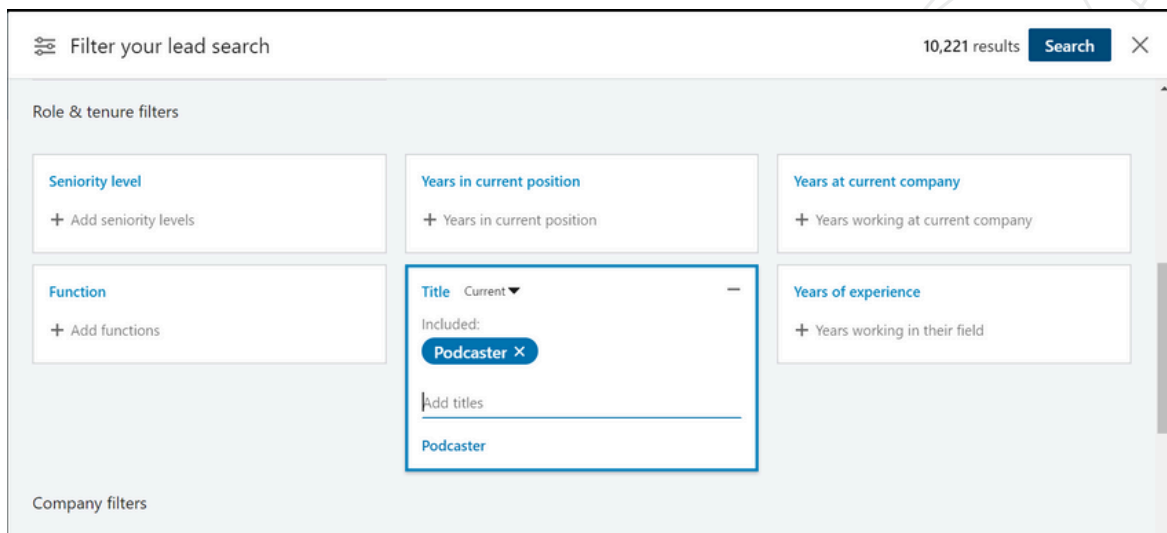 Filter your lead search
10,221 results Search
Role & tenure filters
Seniority level
+ Add seniority levels
Years in current position
+ Years in current position
Years at current company
+ Years working at current company
Function
+ Add functions
Title Current
Included:
Podcaster ×
Add titles
Podcaster
Years of experience
+ Years working in their field
Company filters